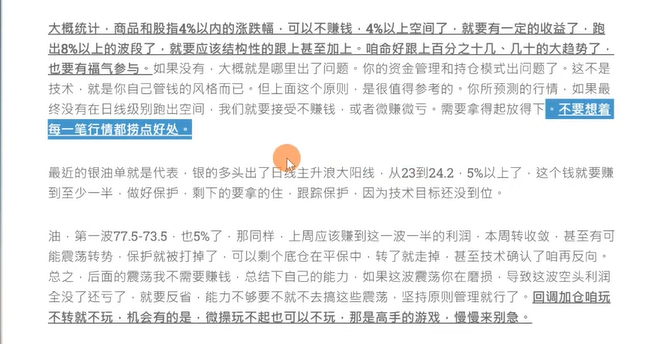 大概统计，商品和股指4%以内的涨跌幅，可以不赚钱，4%以上空间了，就要有一定的收益了，跑
出8%以上的波段了，就要应该结构性的跟上甚至加上。咱命好跟上百分之十几、几十的大趋势了，
也要有福气参与。如果没有，大概就是哪里出了问题。你的资金管理和持仓模式出问题了。这不是
技术，就是你自己管钱的风格而已。但上面这个原则，是很值得参考的。你所预测的行情，如果最
终没有在日线级别跑出空间，我们就要接受不赚钱，或者微赚微亏。需要拿得起放得下。不要想着
每一笔行情都捞点好处。
最近的银油单就是代表，银的多头出了日线主升浪大阳线，从23到24.2，5%以上了，这个钱就要赚
到至少一半，做好保护，剩下的要拿的住，跟踪保护，因为技术目标还没到位。
油，第一波77.5-73.5，也5%了，那同样，上周应该赚到这一波一半的利润，本周转收敛，甚至有可
能震荡转势，保护就被打掉了，可以剩个底仓在平保中，转了就走掉，甚至技术确认了咱再反向。
总之，后面的震荡我不需要赚钱，总结下自己的能力，如果这波震荡你在磨损，导致这波空头利润
全没了还亏了，就要反省，能力不够要不就不去搞这些震荡，坚持原则管理就行了。回调加仓咱玩
不转就不玩，机会有的是，微操玩不起也可以不玩，那是高手的游戏，慢慢来别急。